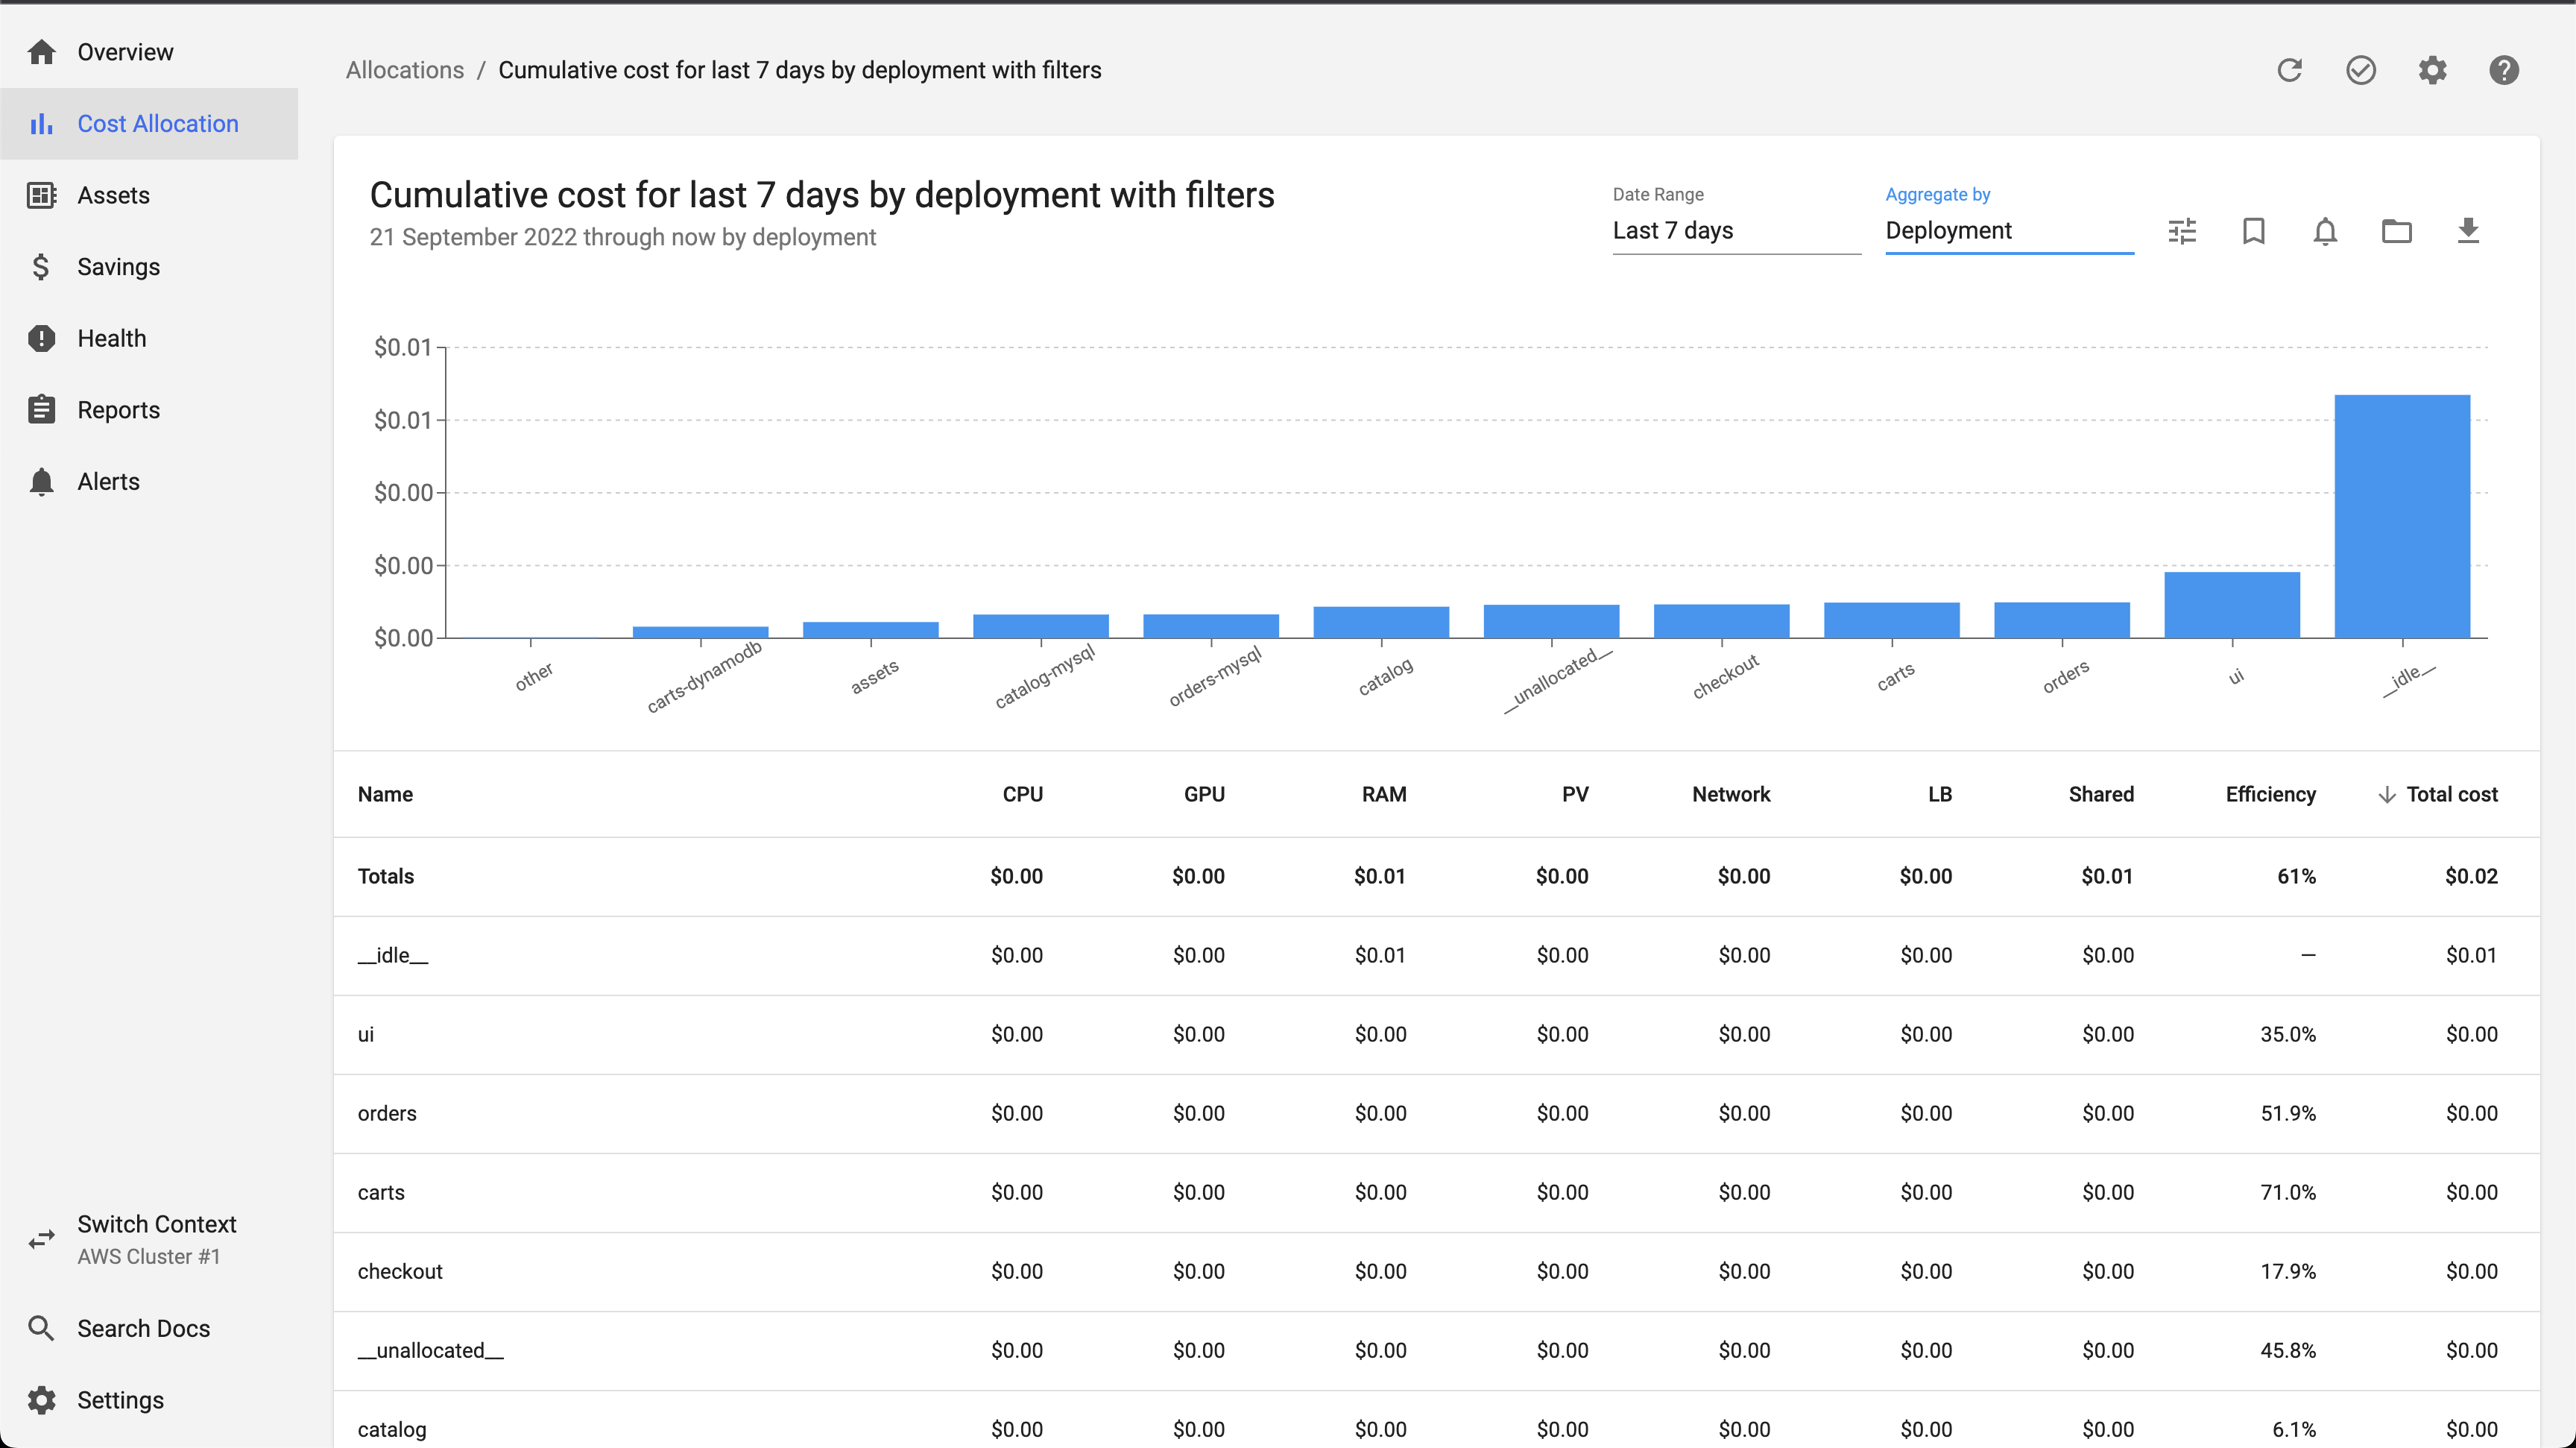 Overview
Cost Allocation
Assets
Savings
Health
Reports
Alerts
Switch Context
AWS Cluster #1
Search Docs
Settings
Allocations / Cumulative cost for last 7 days by deployment with filters
Cumulative cost for last 7 days by deployment with filters
21 September 2022 through now by deployment
Date Range
Last 7 days
Aggregate by
Deployment
$0.01
$0.01
$0.00
$0.00
$0.00
other carts-dynamodb assets catalog-mysql orders-mysql catalog __unallocated__ checkout carts orders ui __idle__
Name CPU GPU RAM PV Network LB Shared Efficiency Total cost
Totals $0.00 $0.00 $0.01 $0.00 $0.00 $0.00 $0.01 61% $0.02
__idle__ $0.00 $0.00 $0.01 $0.00 $0.00 $0.00 $0.00 — $0.01
ui $0.00 $0.00 $0.00 $0.00 $0.00 $0.00 $0.00 35.0% $0.00
orders $0.00 $0.00 $0.00 $0.00 $0.00 $0.00 $0.00 51.9% $0.00
carts $0.00 $0.00 $0.00 $0.00 $0.00 $0.00 $0.00 71.0% $0.00
checkout $0.00 $0.00 $0.00 $0.00 $0.00 $0.00 $0.00 17.9% $0.00
__unallocated__ $0.00 $0.00 $0.00 $0.00 $0.00 $0.00 $0.00 45.8% $0.00
catalog $0.00 $0.00 $0.00 $0.00 $0.00 $0.00 $0.00 6.1% $0.00